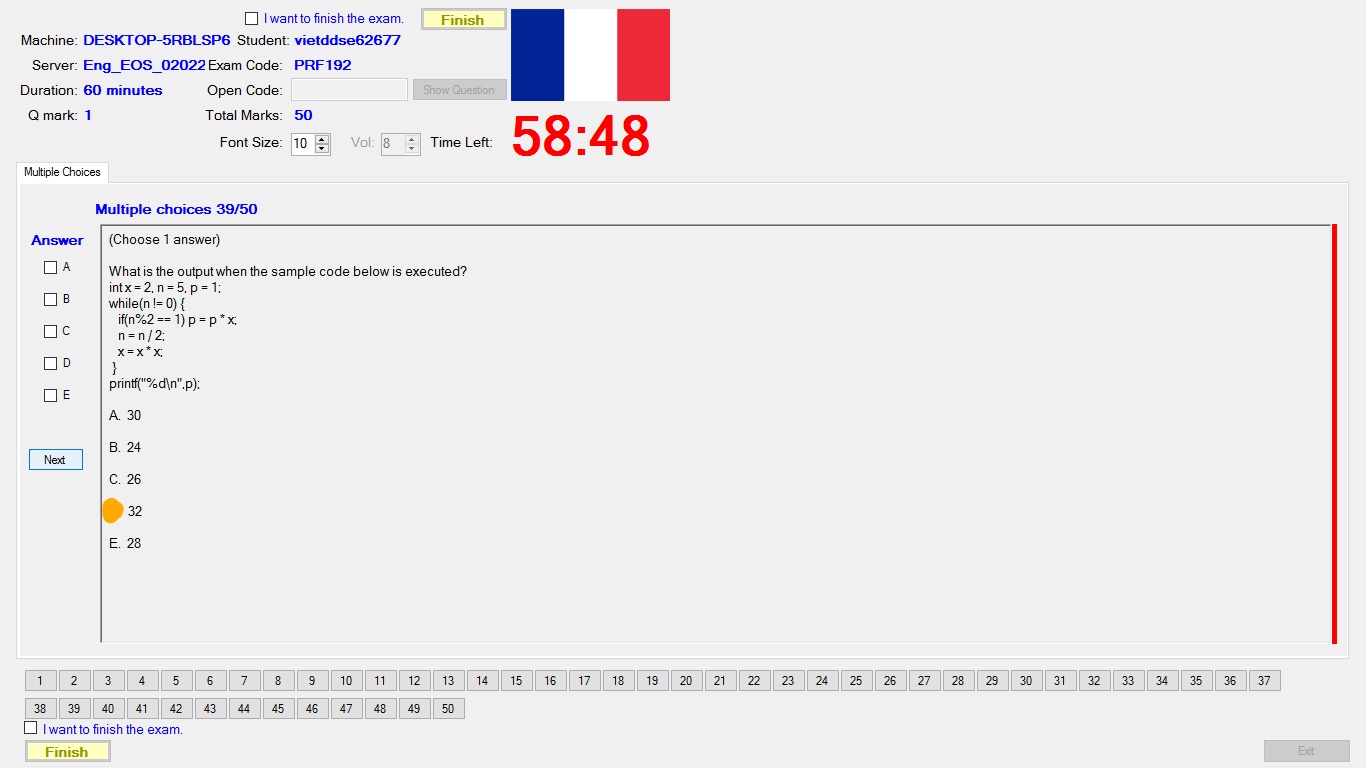 I want to finish the exam. Finish
Machine: DESKTOP-5RBLSP6 Student: vietddse62677
Server: Eng_EOS_02022 Exam Code: PRF192
Duration: 60 minutes Open Code: Show Question
Q mark: 1 Total Marks: 50
Font Size: 10 Vol: 8 Time Left: 58:48
Multiple Choices
Multiple choices 39/50
Answer
A
B
C
D
E
Next
(Choose 1 answer)
What is the output when the sample code below is executed?
int x = 2, n = 5, p = 1;
while(n != 0) {
if(n%2 == 1) p = p * x;
n = n / 2;
x = x * x;
}
printf("%d\n",p);
A. 30
B. 24
C. 26
32
E. 28
1 2 3 4 5 6 7 8 9 10 11 12 13 14 15 16 17 18 19 20 21 22 23 24 25 26 27 28 29 30 31 32 33 34 35 36 37
38 39 40 41 42 43 44 45 46 47 48 49 50
I want to finish the exam.
Finish
Exit